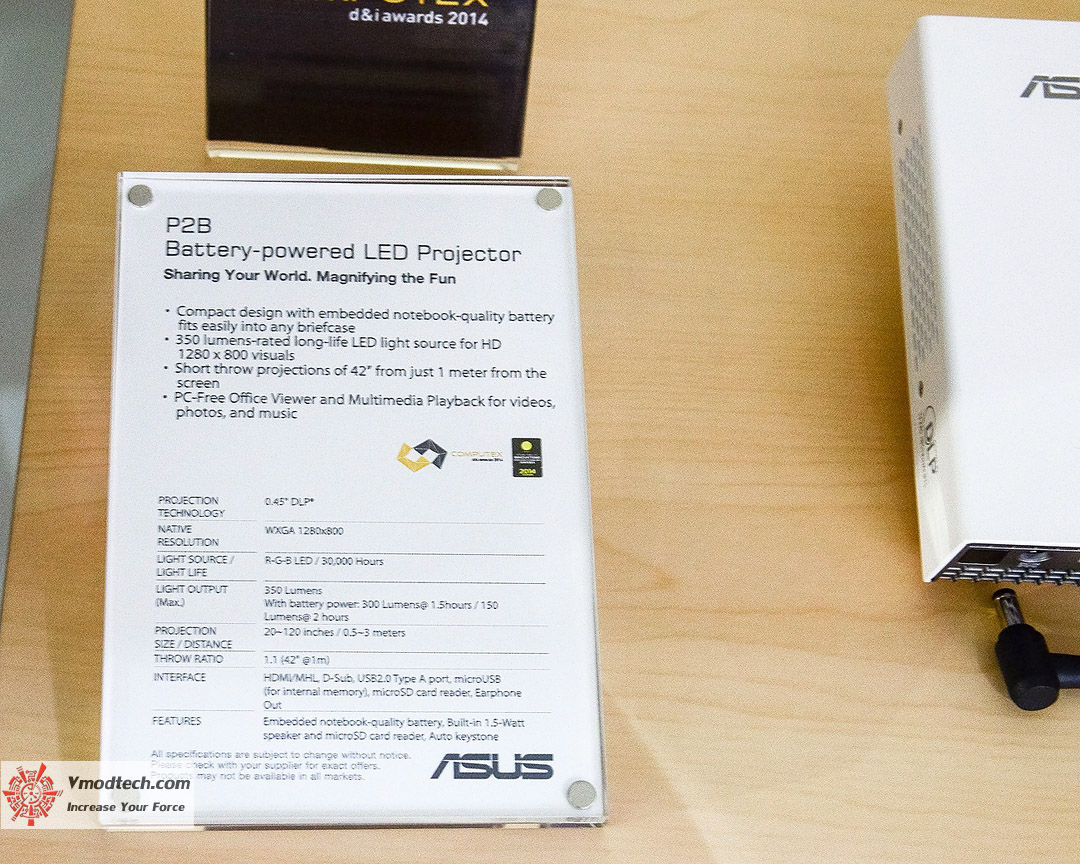 d&i awards 2014
ASUS
P2B
Battery-powered LED Projector
Sharing Your World. Magnifying the Fun
• Compact design with embedded notebook-quality battery
fits easily into any briefcase
• 350 lumens-rated long-life LED light source for HD
1280 x 800 visuals
• Short throw projections of 42” from just 1 meter from the
screen
• PC-Free Office Viewer and Multimedia Playback for videos,
photos, and music
COMPUTEX
d&i awards 2014
2014
PROJECTION
TECHNOLOGY
0.45" DLP®
NATIVE
RESOLUTION
WXGA 1280x800
LIGHT SOURCE /
LIGHT LIFE
R-G-B LED / 30,000 Hours
LIGHT OUTPUT
(Max.)
350 Lumens
With battery power: 300 Lumens@ 1.5hours / 150
Lumens@ 2 hours
PROJECTION
SIZE / DISTANCE
20~120 inches / 0.5~3 meters
THROW RATIO
1.1 (42" @1m)
INTERFACE
HDMI/MHL, D-Sub, USB2.0 Type A port, microUSB
(for internal memory), microSD card reader, Earphone
Out
FEATURES
Embedded notebook-quality battery, Built-in 1.5-Watt
speaker and microSD card reader, Auto keystone
All specifications are subject to change without notice.
Please check with your supplier for exact offers.
Products may not be available in all markets.
ASUS
DLP
Vmodtech.com
Increase Your Force